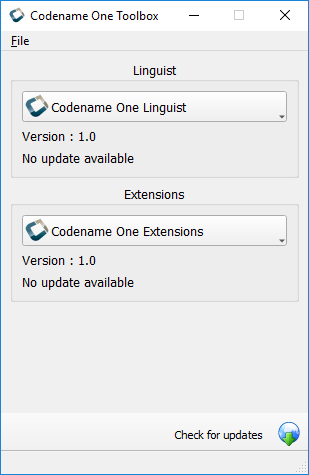 Codename One Toolbox
File
Linguist
Codename One Linguist
Version : 1.0
No update available
Extensions
Codename One Extensions
Version : 1.0
No update available
Check for updates